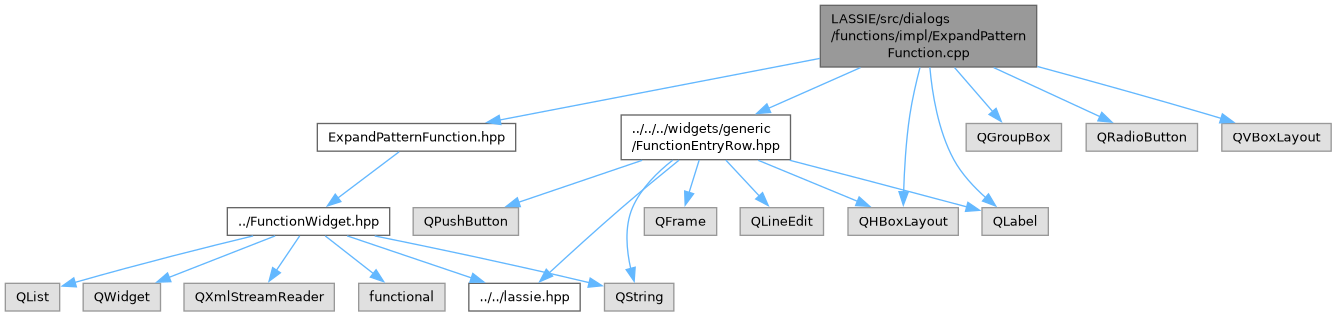 LASSIE/src/dialogs
/functions/impl/ExpandPattern
Function.cpp
ExpandPatternFunction.hpp
../../../widgets/generic
/FunctionEntryRow.hpp
QGroupBox
QRadioButton
QVBoxLayout
../FunctionWidget.hpp
QPushButton
QFrame
QLineEdit
QHBoxLayout
QLabel
QList
QWidget
QXmlStreamReader
functional
../../lassie.hpp
QString